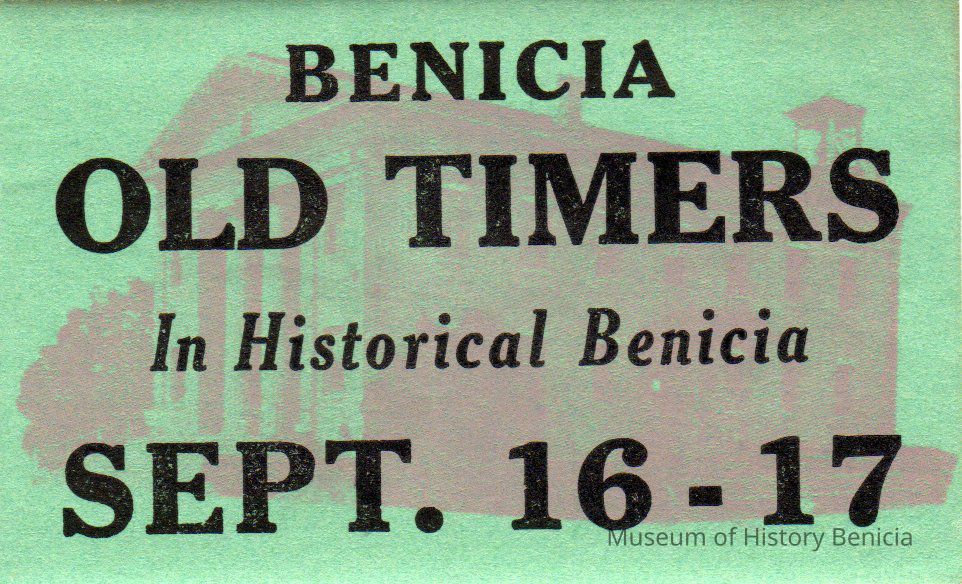 BENICIA
OLD TIMERS
In Historical Benicia
SEPT. 16-17
Museum of History Benicia